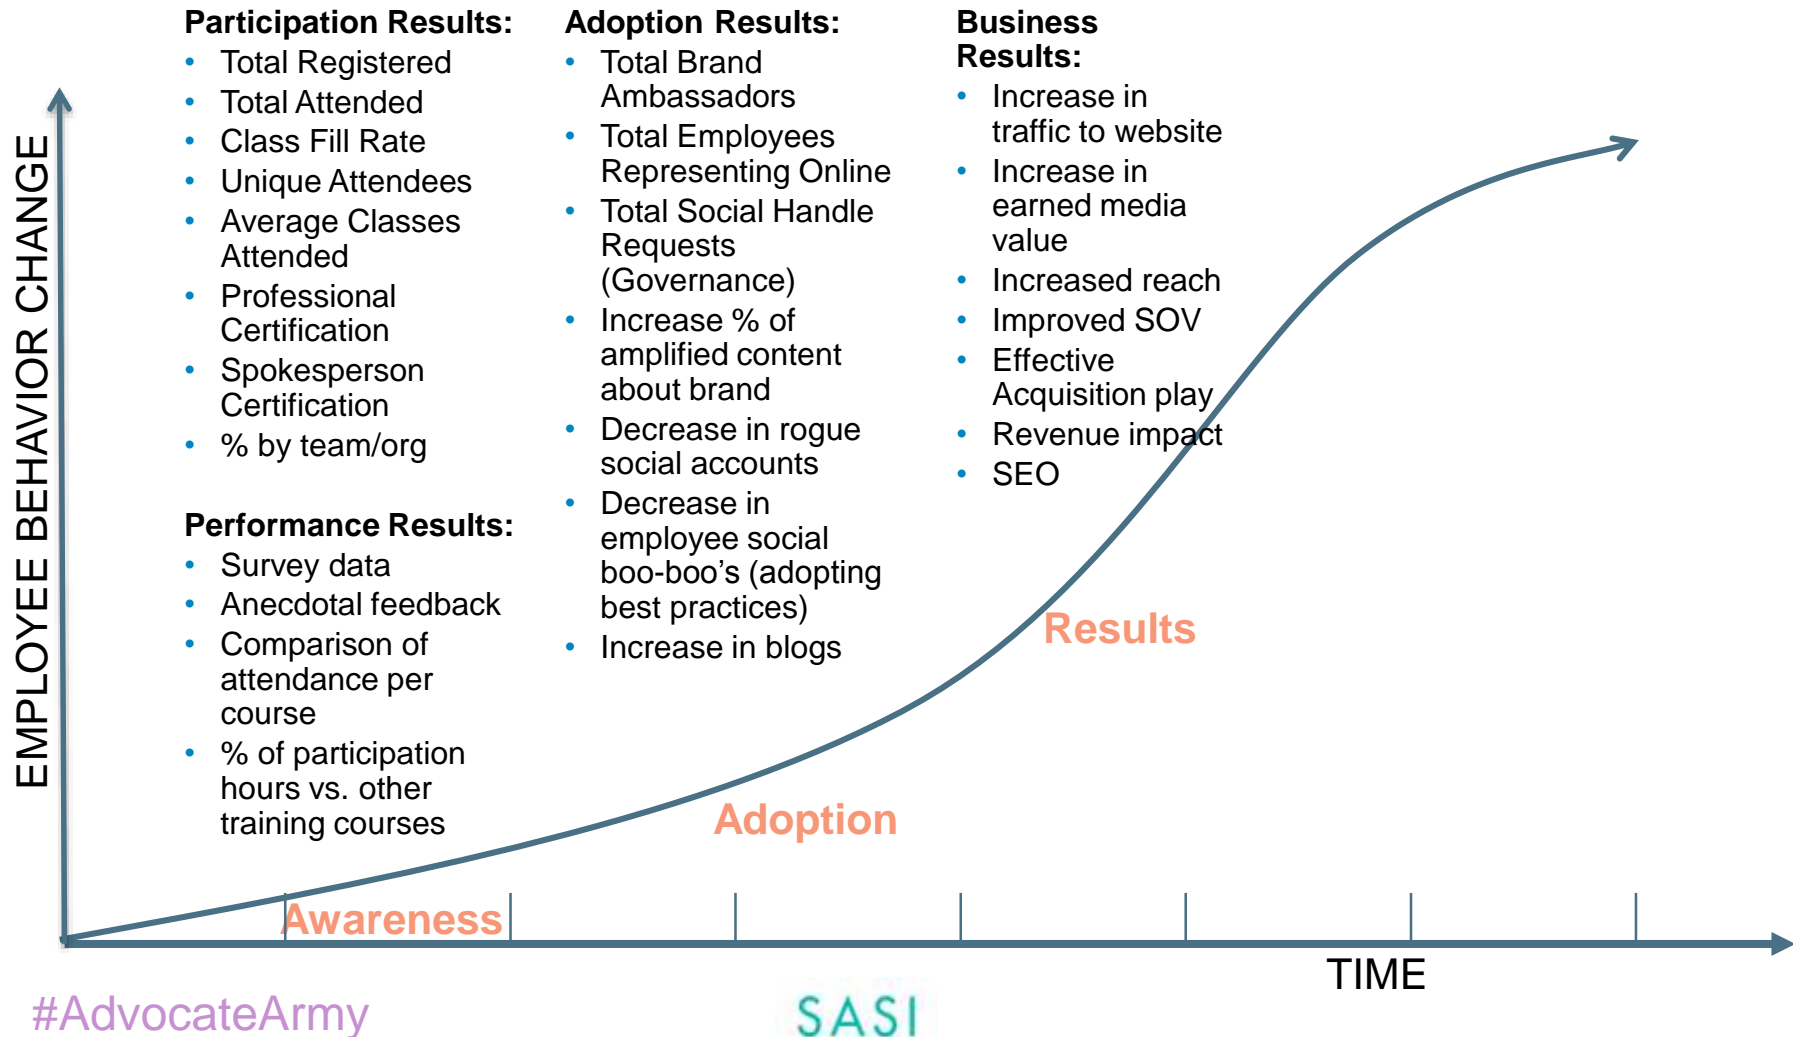 Participation Results:
• Total Registered
• Total Attended
• Class Fill Rate
• Unique Attendees
• Average Classes
Attended
• Professional
Certification
• Spokesperson
Certification
• % by team/org
Performance Results:
• Survey data
• Anecdotal feedback
• Comparison of
attendance per
course
• % of participation
hours vs. other
training courses
Adoption Results:
• Total Brand
Ambassadors
• Total Employees
Representing Online
• Total Social Handle
Requests
(Governance)
• Increase % of
amplified content
about brand
• Decrease in rogue
social accounts
• Decrease in
employee social
boo-boo’s (adopting
best practices)
• Increase in blogs
Business
Results:
• Increase in
traffic to website
• Increase in
earned media
value
• Increased reach
• Improved SOV
• Effective
Acquisition play
• Revenue impact
• SEO
EMPLOYEE BEHAVIOR CHANGE
Results
Adoption
Awareness
TIME
#AdvocateArmy
SASI